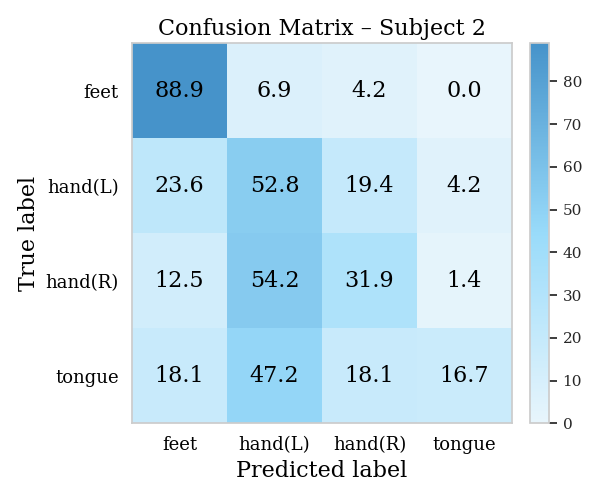 Confusion Matrix – Subject 2
True label
feet 88.9 6.9 4.2 0.0
hand(L) 23.6 52.8 19.4 4.2
hand(R) 12.5 54.2 31.9 1.4
tongue 18.1 47.2 18.1 16.7
feet hand(L) hand(R) tongue
Predicted label
80
70
60
50
40
30
20
10
0